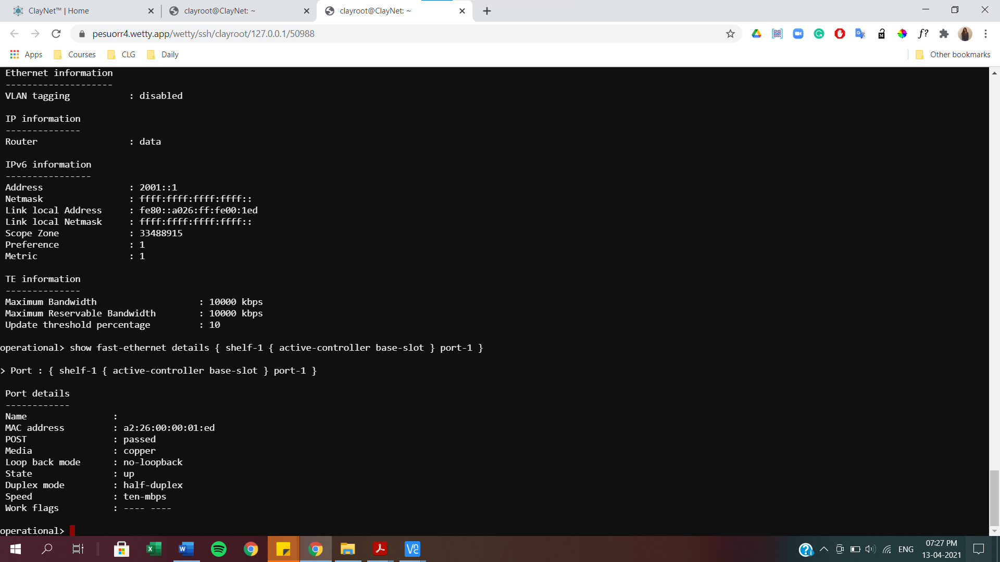 ClayNet™ | Home
clayroot@ClayNet: ~
clayroot@ClayNet: ~
pesuorr4.wetty.app/wetty/ssh/clayroot/127.0.0.1/50988
Apps
Courses
CLG
Daily
Other bookmarks
Ethernet information
--------------------
VLAN tagging : disabled
IP information
--------------
Router : data
IPv6 information
----------------
Address : 2001::1
Netmask : ffff:ffff:ffff:ffff::
Link local Address : fe80::a026:ff:fe00:1ed
Link local Netmask : ffff:ffff:ffff:ffff::
Scope Zone : 33488915
Preference : 1
Metric : 1
TE information
--------------
Maximum Bandwidth : 10000 kbps
Maximum Reservable Bandwidth : 10000 kbps
Update threshold percentage : 10
operational> show fast-ethernet details { shelf-1 { active-controller base-slot } port-1 }
> Port : { shelf-1 { active-controller base-slot } port-1 }
Port details
------------
Name :
MAC address : a2:26:00:00:01:ed
POST : passed
Media : copper
Loop back mode : no-loopback
State : up
Duplex mode : half-duplex
Speed : ten-mbps
Work flags : ---- ----
operational>
ENG
07:27 PM
13-04-2021